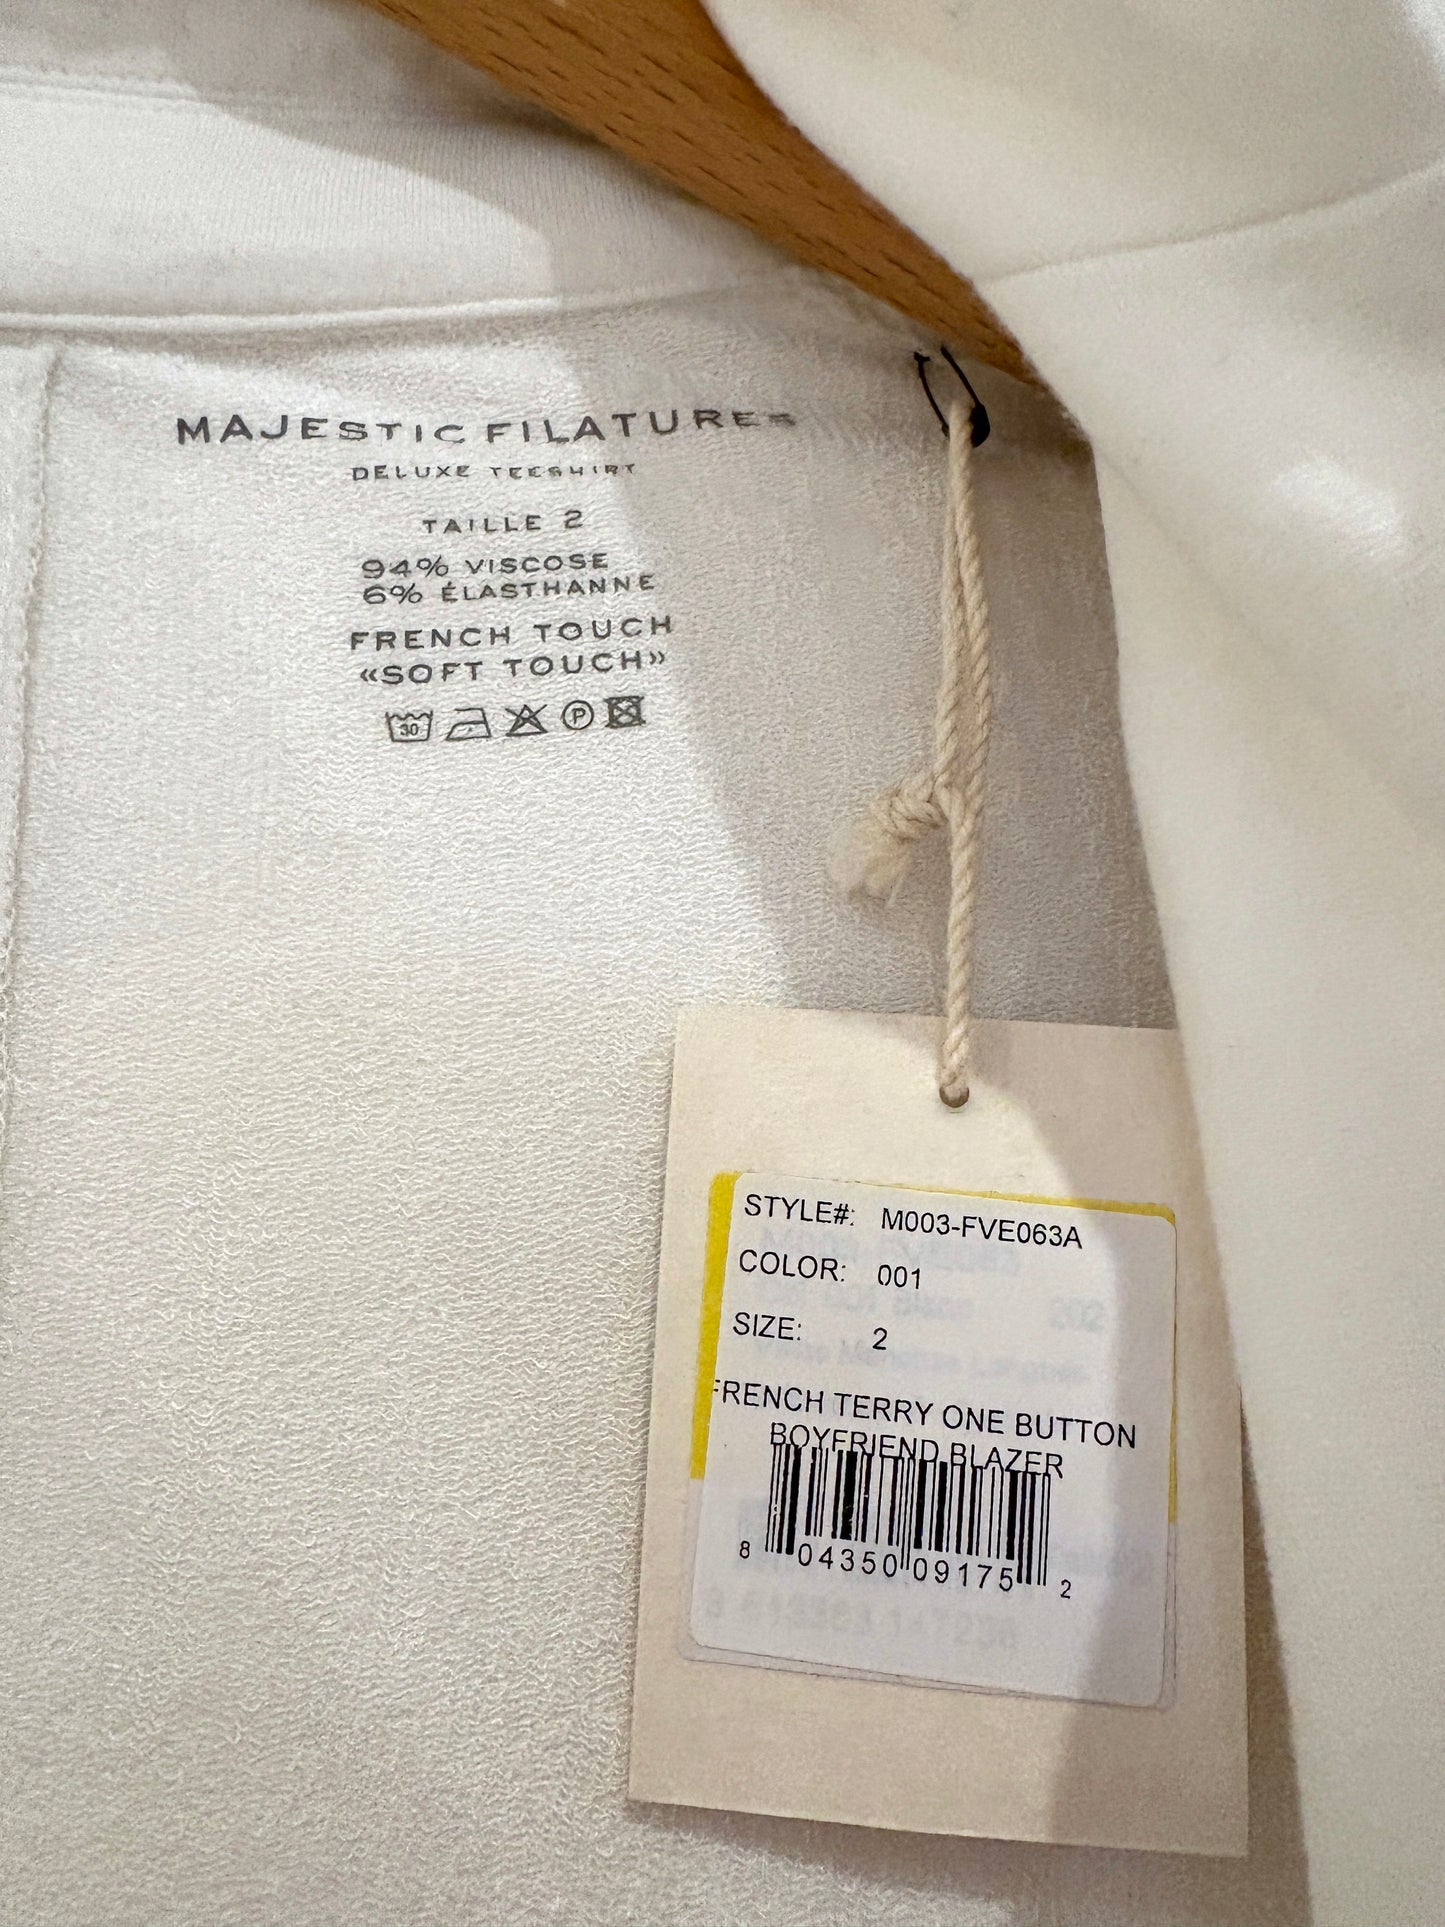 MAJESTIC FILATURES
DELUXE TEESHIRT
TAILLE 2
94% VISCOSE
6% ÉLASTHANNE
FRENCH TOUCH
«SOFT TOUCH»
30
P
STYLE#: M003-FVE063A
COLOR: 001
SIZE: 2
FRENCH TERRY ONE BUTTON
BOYFRIEND BLAZER
8 04350 09175 2